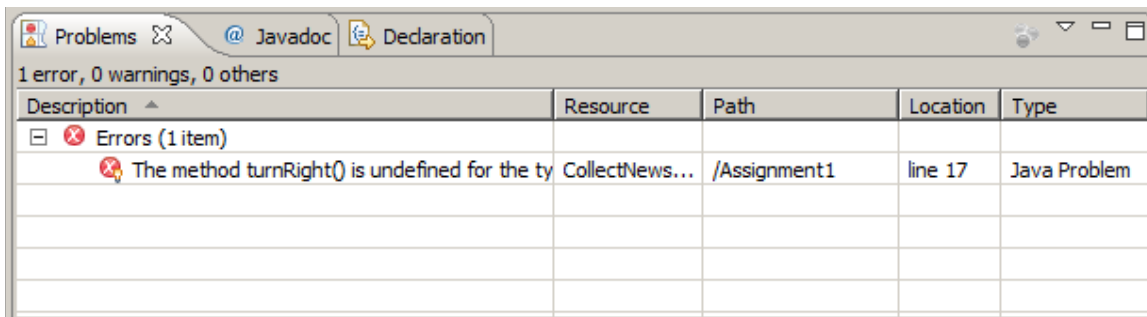 Problems @ Javadoc Declaration
1 error, 0 warnings, 0 others
Description Resource Path Location Type
Errors (1 item)
The method turnRight() is undefined for the ty CollectNews... /Assignment1 line 17 Java Problem